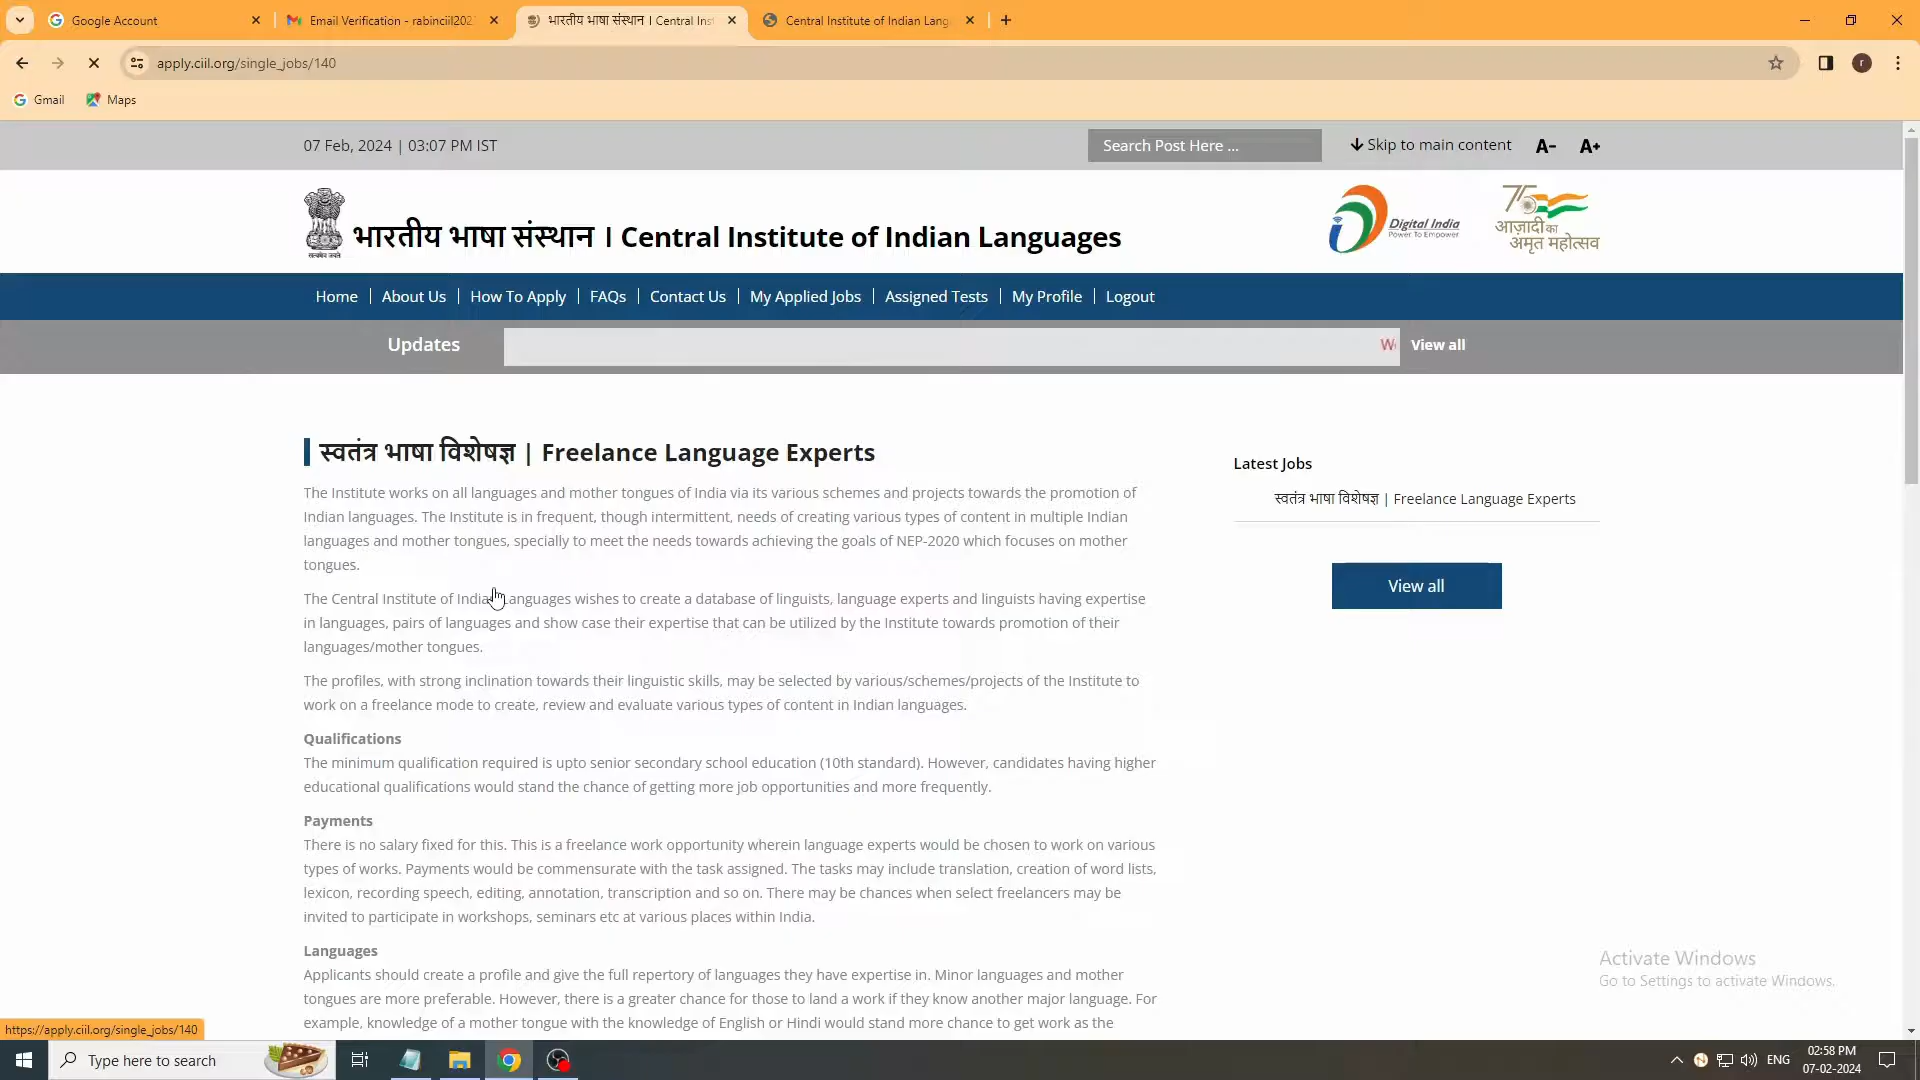 Google Account
Email Verification - rabinciil202
भारतीय भाषा संस्थान । Central Inst
Central Institute of Indian Lang
apply.ciil.org/single_jobs/140
r
Gmail
Maps
07 Feb, 2024 | 03:07 PM IST
Search Post Here ...
Skip to main content
A-
A+
सत्यमेव जयते
भारतीय भाषा संस्थान । Central Institute of Indian Languages
Digital India
Power To Empower
75
आज़ादी का
अमृत महोत्सव
Home
About Us
How To Apply
FAQs
Contact Us
My Applied Jobs
Assigned Tests
My Profile
Logout
Updates
View all
स्वतंत्र भाषा विशेषज्ञ | Freelance Language Experts
The Institute works on all languages and mother tongues of India via its various schemes and projects towards the promotion of
Indian languages. The Institute is in frequent, though intermittent, needs of creating various types of content in multiple Indian
languages and mother tongues, specially to meet the needs towards achieving the goals of NEP-2020 which focuses on mother
tongues.
The Central Institute of Indian Languages wishes to create a database of linguists, language experts and linguists having expertise
in languages, pairs of languages and show case their expertise that can be utilized by the Institute towards promotion of their
languages/mother tongues.
The profiles, with strong inclination towards their linguistic skills, may be selected by various/schemes/projects of the Institute to
work on a freelance mode to create, review and evaluate various types of content in Indian languages.
Qualifications
The minimum qualification required is upto senior secondary school education (10th standard). However, candidates having higher
educational qualifications would stand the chance of getting more job opportunities and more frequently.
Payments
There is no salary fixed for this. This is a freelance work opportunity wherein language experts would be chosen to work on various
types of works. Payments would be commensurate with the task assigned. The tasks may include translation, creation of word lists,
lexicon, recording speech, editing, annotation, transcription and so on. There may be chances when select freelancers may be
invited to participate in workshops, seminars etc at various places within India.
Languages
Applicants should create a profile and give the full repertory of languages they have expertise in. Minor languages and mother
tongues are more preferable. However, there is a greater chance for those to land a work if they know another major language. For
example, knowledge of a mother tongue with the knowledge of English or Hindi would stand more chance to get work as the
Latest Jobs
स्वतंत्र भाषा विशेषज्ञ | Freelance Language Experts
View all
Activate Windows
Go to Settings to activate Windows.
https://apply.ciil.org/single_jobs/140
Type here to search
ENG
02:58 PM
07-02-2024